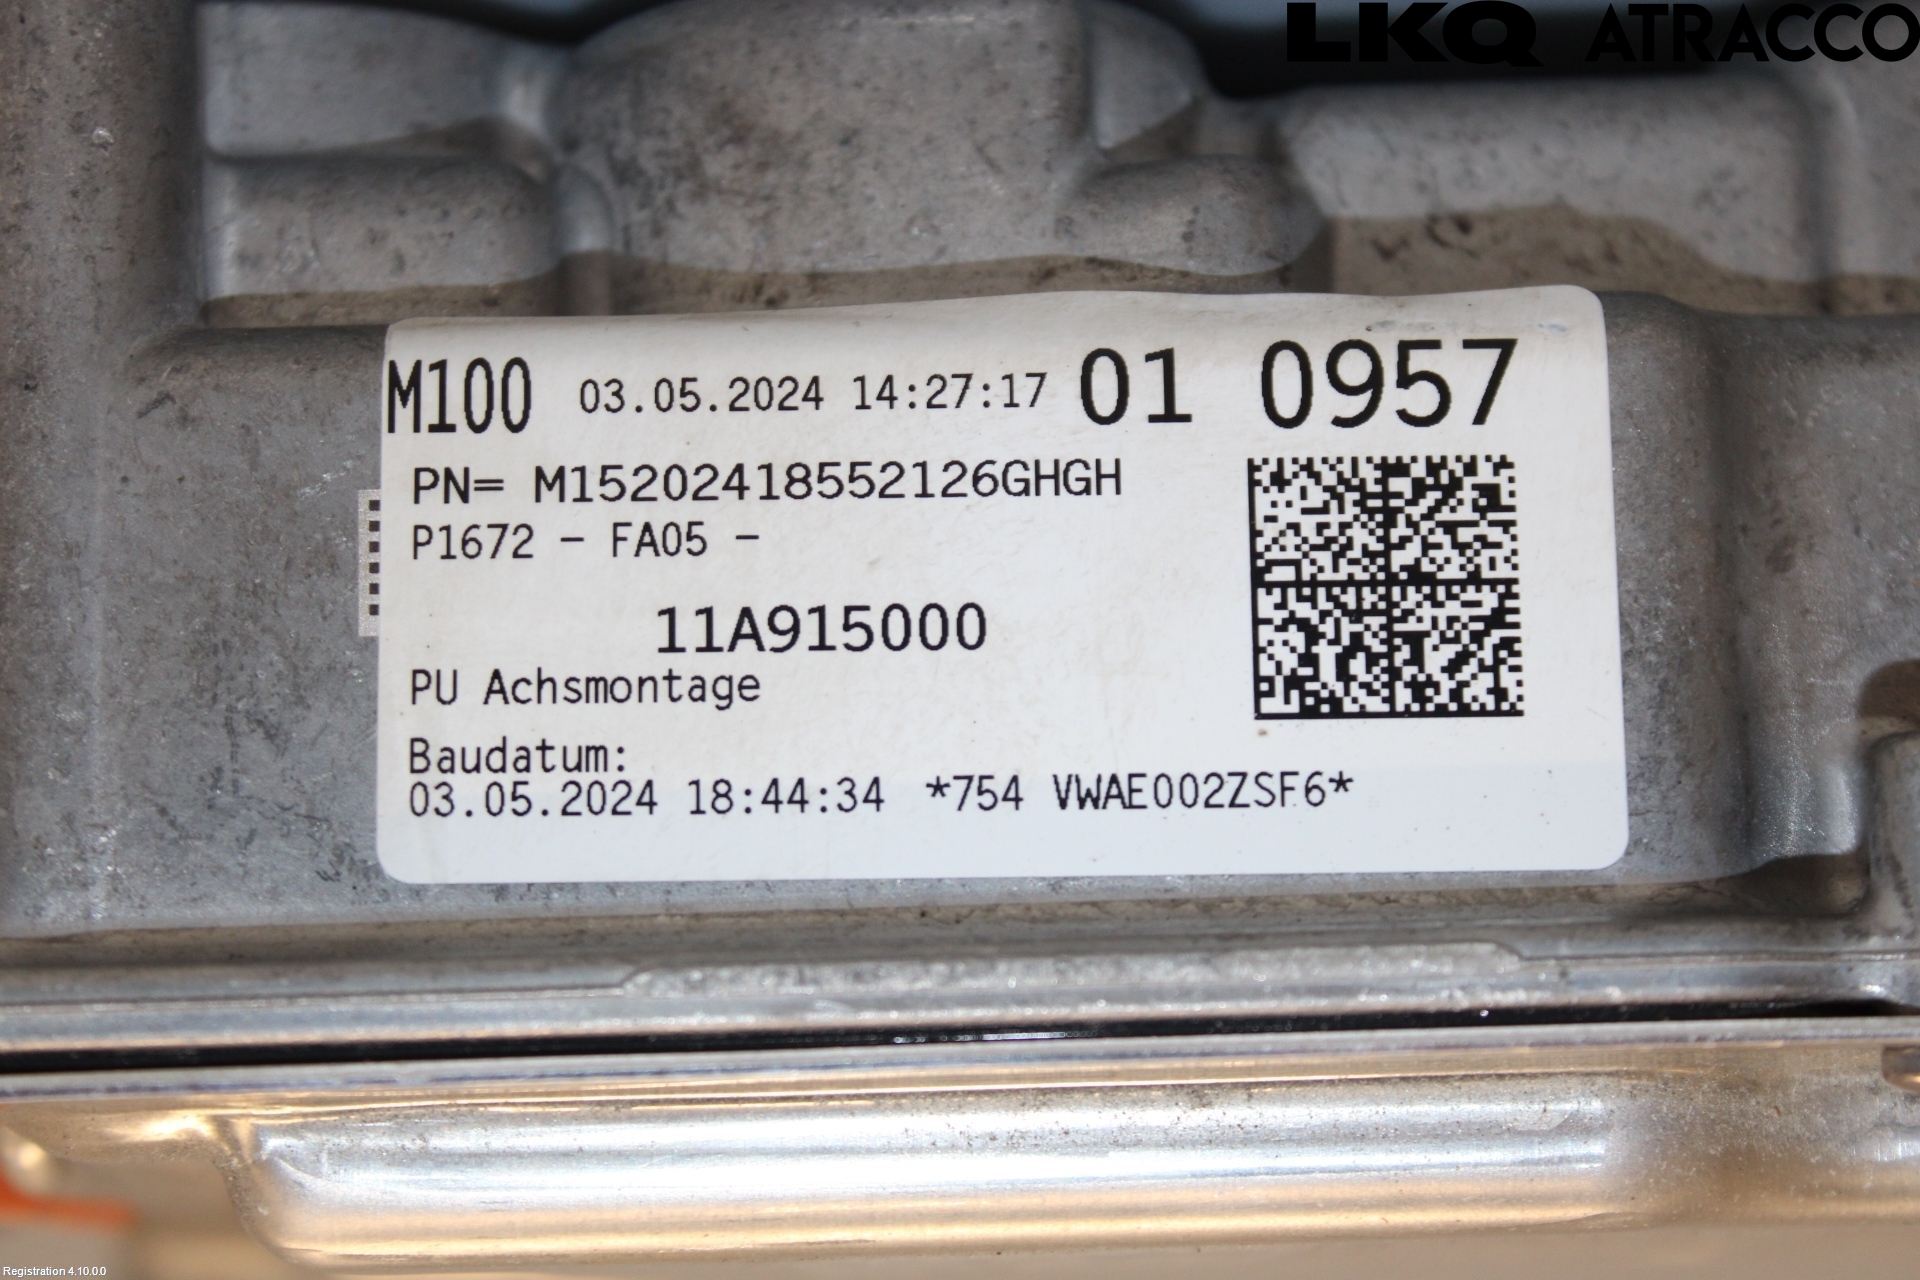 LKQ ATRACCO
M100 03.05.2024 14:27:17 01 0957
PN= M15202418552126GHGH
P1672 - FA05 -
11A915000
PU Achsmontage
Baudatum:
03.05.2024 18:44:34 *754 VWAE002ZSF6*
Registration 4.10.0.0